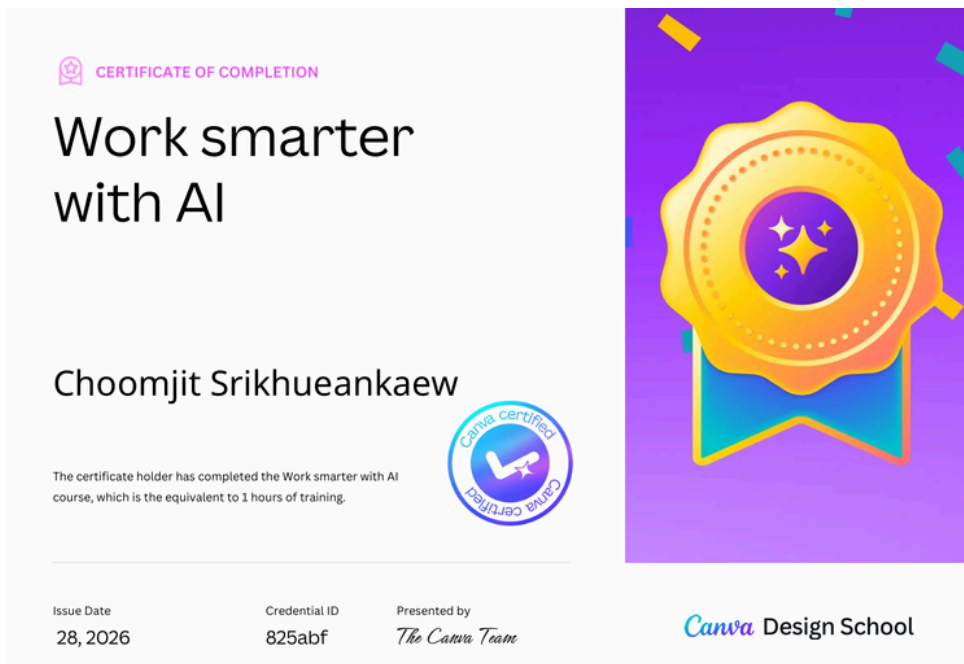 CERTIFICATE OF COMPLETION
Work smarter
with AI
Choomjit Srikhueankaew
Canva certified
Canva certified
The certificate holder has completed the Work smarter with AI
course, which is the equivalent to 1 hours of training.
Issue Date
28, 2026
Credential ID
825abf
Presented by
The Canva Team
Canva Design School